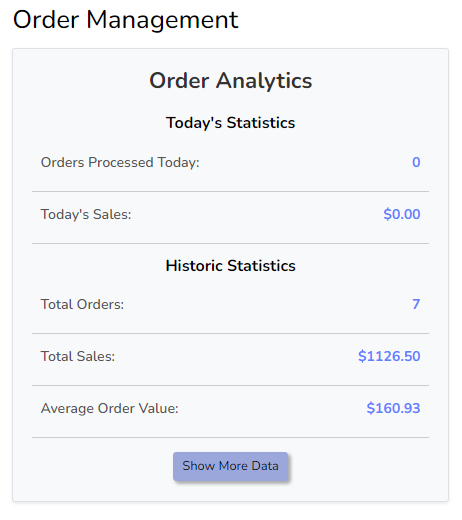 Order Management
Order Analytics
Today's Statistics
Orders Processed Today: 0
Today's Sales: $0.00
Historic Statistics
Total Orders: 7
Total Sales: $1126.50
Average Order Value: $160.93
Show More Data